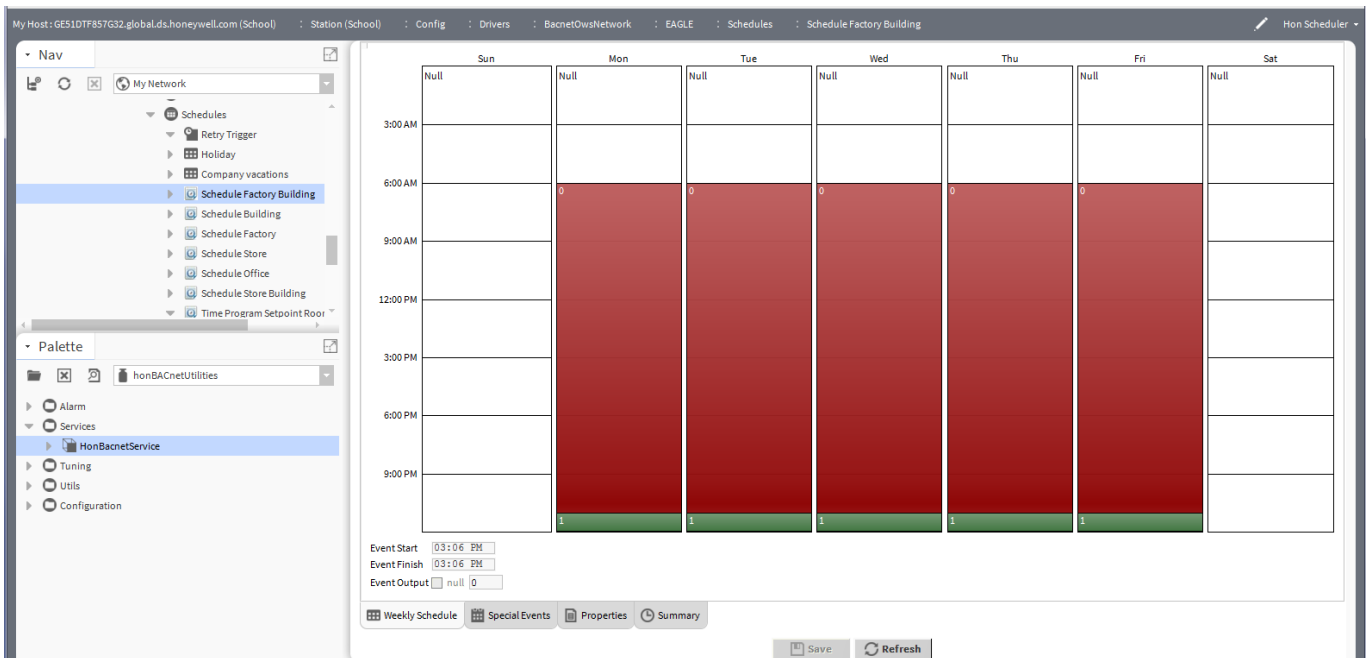 My Host : GE51DTF857G32.global.ds.honeywell.com (School) : Station (School) : Config : Drivers : BacnetOwsNetwork : EAGLE : Schedules : Schedule Factory Building Hon Scheduler
Nav
My Network
Schedules
Retry Trigger
Holiday
Company vacations
Schedule Factory Building
Schedule Building
Schedule Factory
Schedule Store
Schedule Office
Schedule Store Building
Time Program Setpoint Roor
Palette
honBACnetUtilities
Alarm
Services
HonBacnetService
Tuning
Utils
Configuration
Sun Mon Tue Wed Thu Fri Sat
Null Null Null Null Null Null Null
3:00 AM
6:00 AM
0 0 0 0 0
9:00 AM
12:00 PM
3:00 PM
6:00 PM
9:00 PM
1 1 1 1 1
Event Start 03:06 PM
Event Finish 03:06 PM
Event Output null 0
Weekly Schedule Special Events Properties Summary
Save Refresh